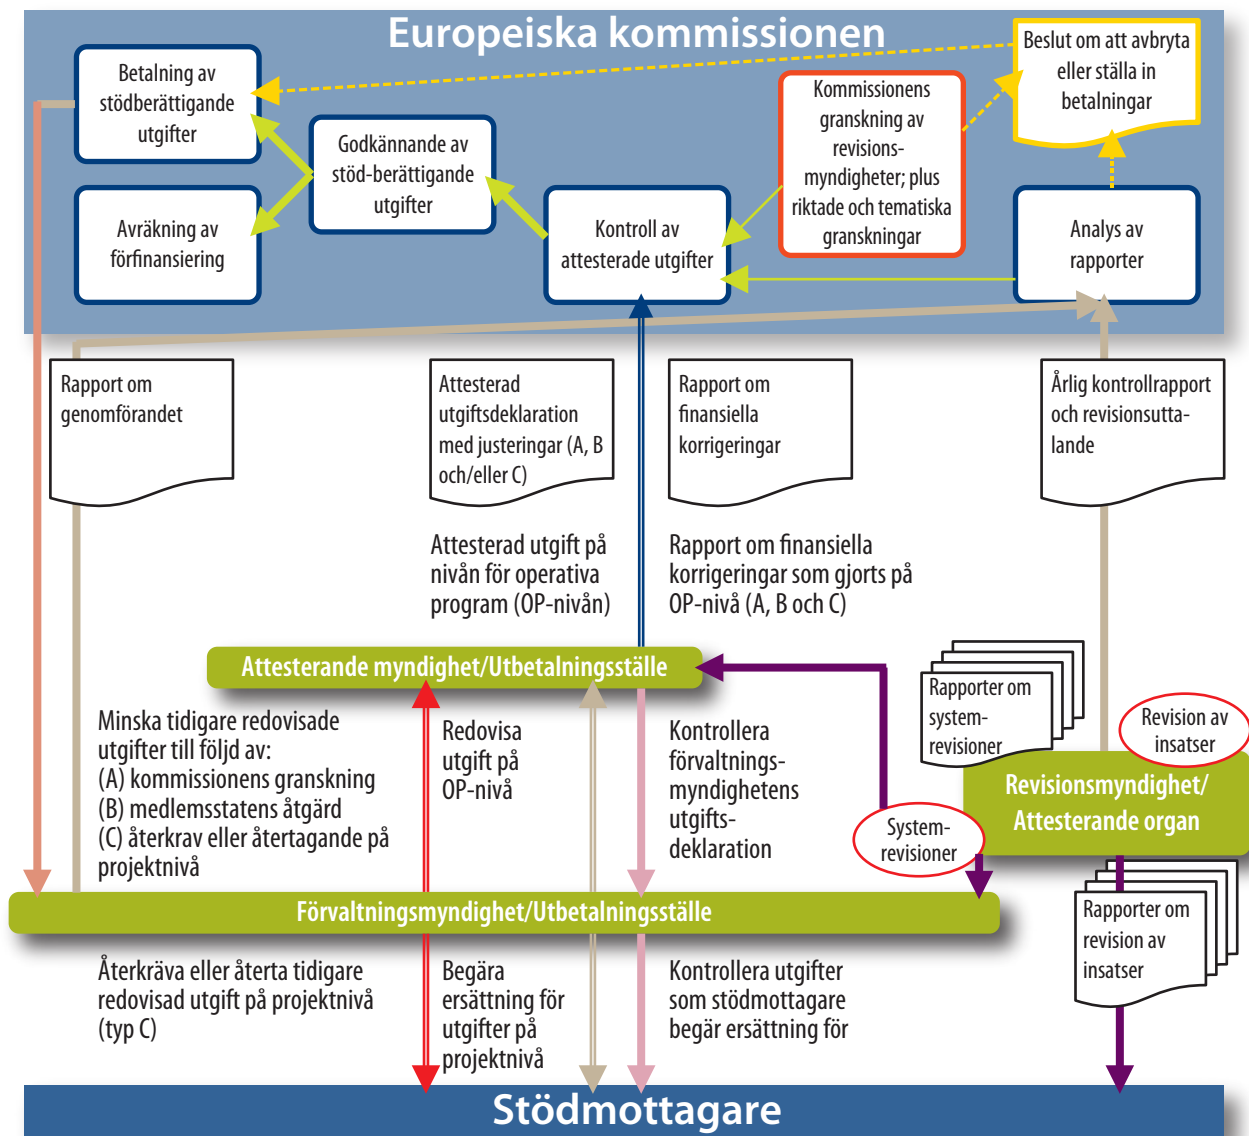 Europeiska kommissionen
Betalning av
stödberättigande
utgifter
Godkännande av
stöd-berättigande
utgifter
Avräkning av
förfinansiering
Kontroll av
attesterade utgifter
Kommissionens
granskning av
revisions-
myndigheter; plus
riktade och tematiska
granskningar
Beslut om att avbryta
eller ställa in
betalningar
Analys av
rapporter
Rapport om
genomförandet
Attesterad
utgiftsdeklaration
med justeringar (A, B
och/eller C)
Rapport om
finansiella
korrigeringar
Årlig kontrollrapport
och revisionsutta-
lande
Attesterad utgift på
nivån för operativa
program (OP-nivån)
Rapport om finansiella
korrigeringar som gjorts på
OP-nivå (A, B och C)
Attesterande myndighet/Utbetalningsställe
Minska tidigare redovisade
utgifter till följd av:
(A) kommissionens granskning
(B) medlemsstatens åtgärd
(C) återkrav eller återtagande på
projektnivå
Redovisa
utgift på
OP-nivå
Kontrollera
förvaltnings-
myndighetens
utgifts-
deklaration
Rapporter om
system-
revisioner
Revision av
insatser
Revisionsmyndighet/
Attesterande organ
System-
revisioner
Förvaltningsmyndighet/Utbetalningsställe
Rapporter om
revision av
insatser
Återkräva eller återta tidigare
redovisad utgift på projektnivå
(typ C)
Begära
ersättning för
utgifter på
projektnivå
Kontrollera utgifter
som stödmottagare
begär ersättning för
Stödmottagare